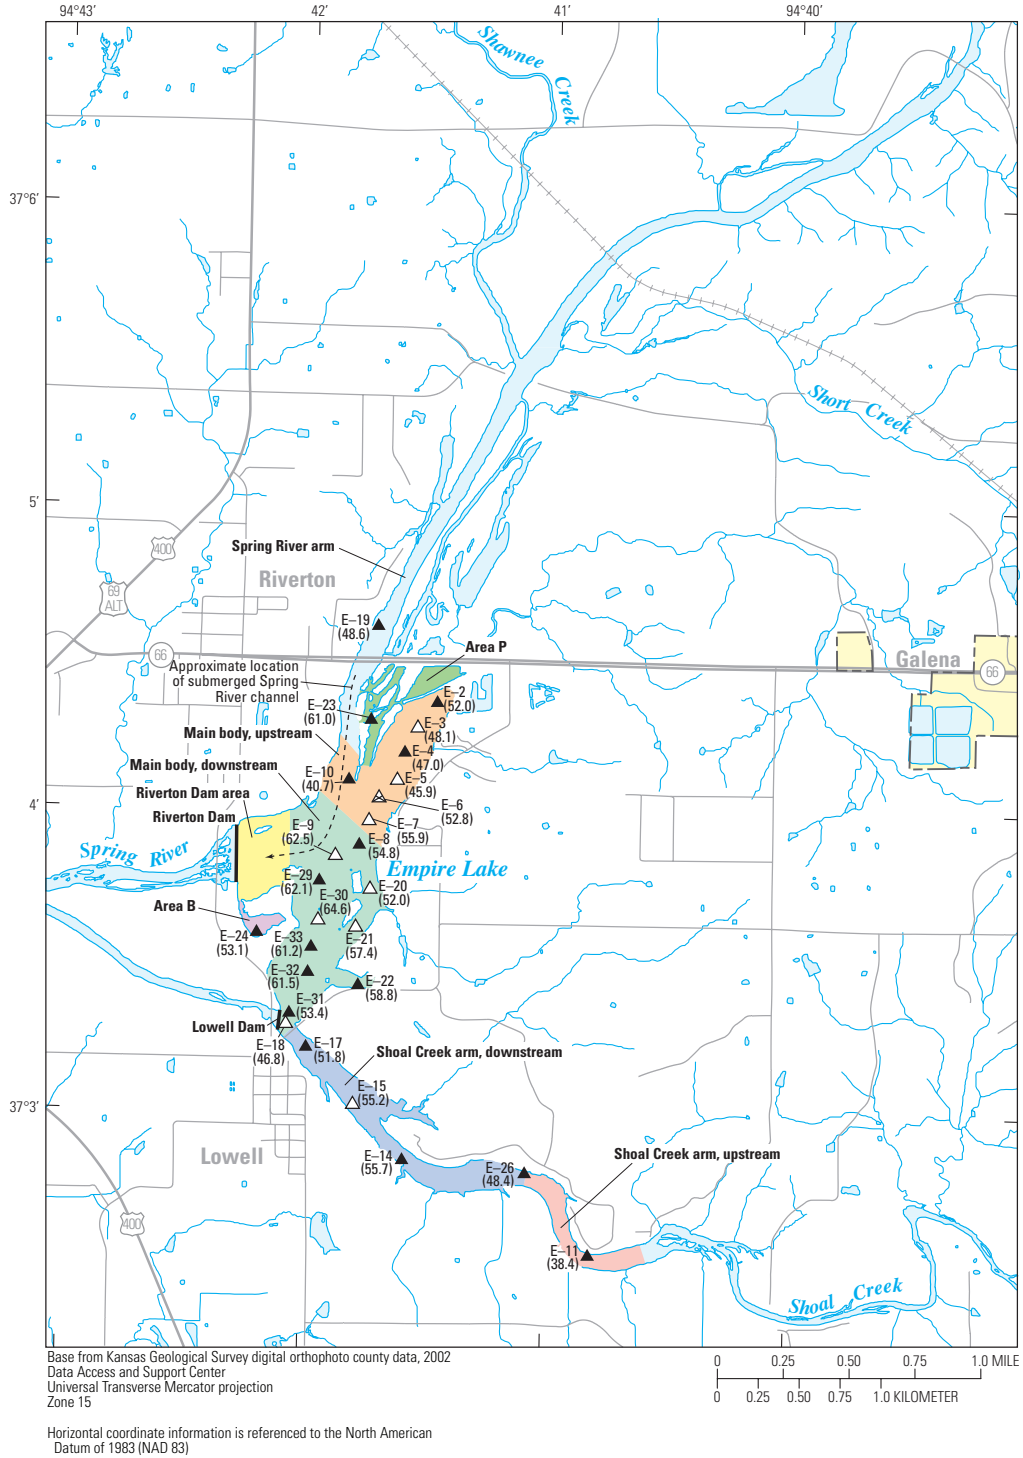 94°43′
42′
41′
94°40′
Shawnee
Creek
37°6′
Short Creek
5′
400
69
ALT
Spring River arm
Riverton
E–19
(48.6)
66
Area P
Galena
66
Approximate location
of submerged Spring
River channel
E–2
(52.0)
E–23
(61.0)
E–3
(48.1)
Main body, upstream
E–4
(47.0)
Main body, downstream
E–10
(40.7)
E–5
(45.9)
Riverton Dam area
4′
E–6
(52.8)
Riverton Dam
E–9
(62.5)
E–7
(55.9)
E–8
(54.8)
Spring River
Empire Lake
E–29
(62.1)
E–20
(52.0)
E–30
(64.6)
Area B
E–24
(53.1)
E–33
(61.2)
E–21
(57.4)
E–32
(61.5)
E–22
(58.8)
E–31
(53.4)
Lowell Dam
E–18
(46.8)
E–17
(51.8)
Shoal Creek arm, downstream
E–15
(55.2)
37°3′
Lowell
E–14
(55.7)
E–26
(48.4)
Shoal Creek arm, upstream
400
E–11
(38.4)
Shoal Creek
Base from Kansas Geological Survey digital orthophoto county data, 2002
Data Access and Support Center
Universal Transverse Mercator projection
Zone 15
0 0.25 0.50 0.75 1.0 MILE
0 0.25 0.50 0.75 1.0 KILOMETER
Horizontal coordinate information is referenced to the North American
Datum of 1983 (NAD 83)